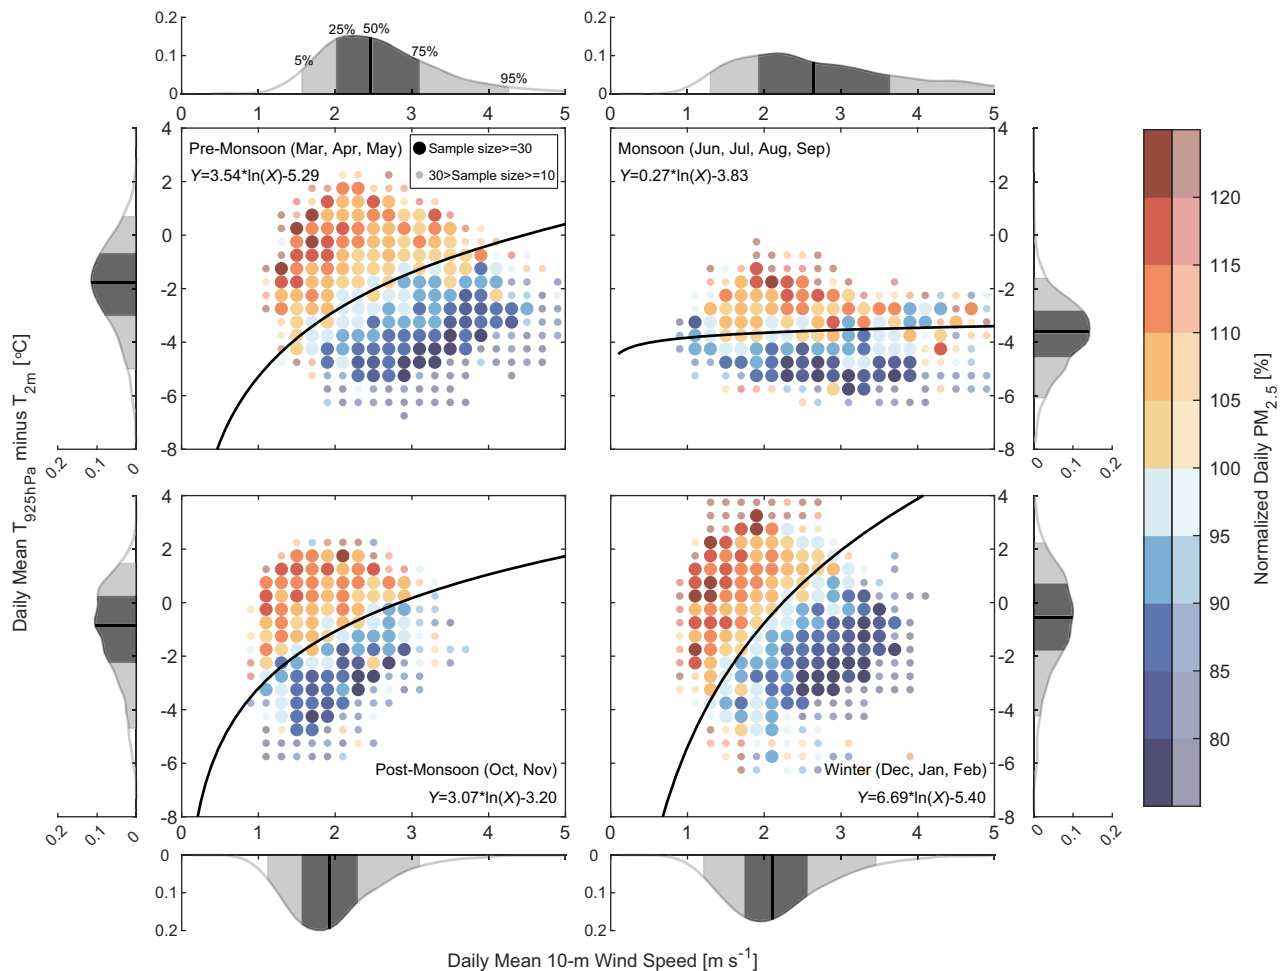 0.2
0.1
0
5%
25%
50%
75%
95%
0 1 2 3 4 5
0.2
0.1
0
0 1 2 3 4 5
Pre-Monsoon (Mar, Apr, May)
Y=3.54*ln(X)-5.29
Sample size>=30
30>Sample size>=10
Monsoon (Jun, Jul, Aug, Sep)
Y=0.27*ln(X)-3.83
4
2
0
-2
-4
-6
-8
4
2
0
-2
-4
-6
-8
0.2 0.1 0
0 0.1 0.2
Daily Mean T925hPa minus T2m [°C]
Post-Monsoon (Oct, Nov)
Y=3.07*ln(X)-3.20
Winter (Dec, Jan, Feb)
Y=6.69*ln(X)-5.40
4
2
0
-2
-4
-6
-8
4
2
0
-2
-4
-6
-8
0.2 0.1 0
0 0.1 0.2
0 1 2 3 4 5
0 1 2 3 4 5
0
0.1
0.2
0
0.1
0.2
Daily Mean 10-m Wind Speed [m s-1]
120
115
110
105
100
95
90
85
80
Normalized Daily PM2.5 [%]